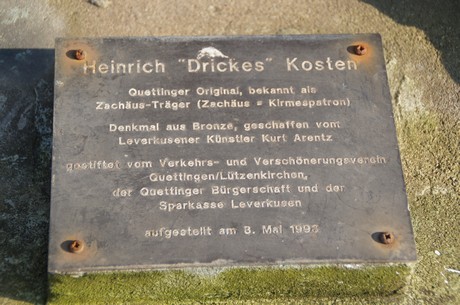 Heinrich "Drickes" Kosten
Quettinger Original, bekannt als
Zachäus-Träger (Zachäus = Kirmespatron)
Denkmal aus Bronze, geschaffen vom
Leverkusener Künstler Kurt Arentz
gestiftet vom Verkehrs- und Verschönerungsverein
Quettingen/Lützenkirchen,
der Quettinger Bürgerschaft und der
Sparkasse Leverkusen
aufgestellt am 3. Mai